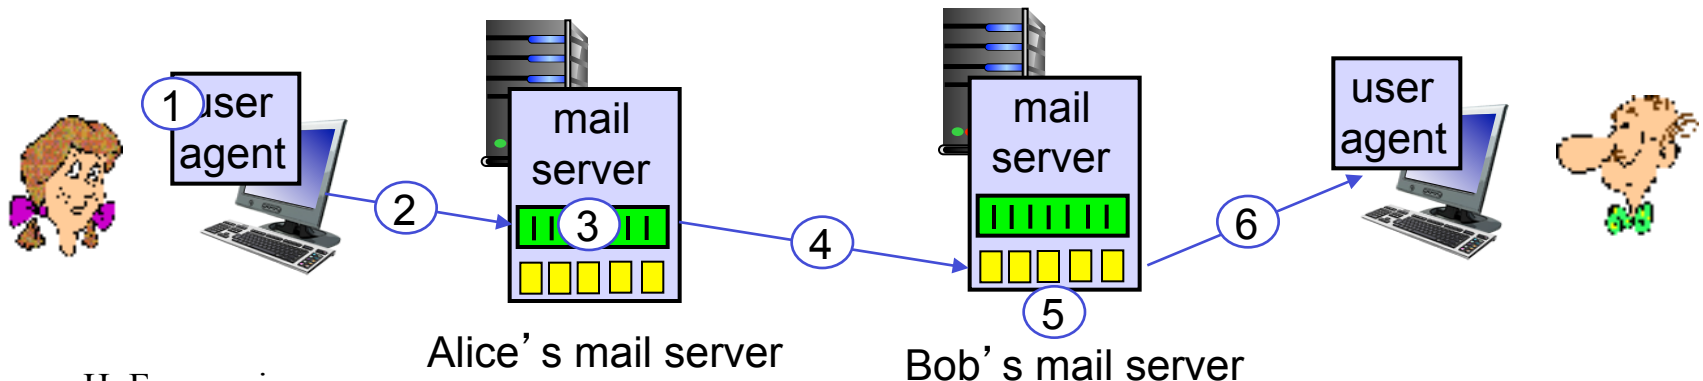 1
user
agent
2
mail
server
3
Alice’s mail server
4
mail
server
5
Bob’s mail server
6
user
agent